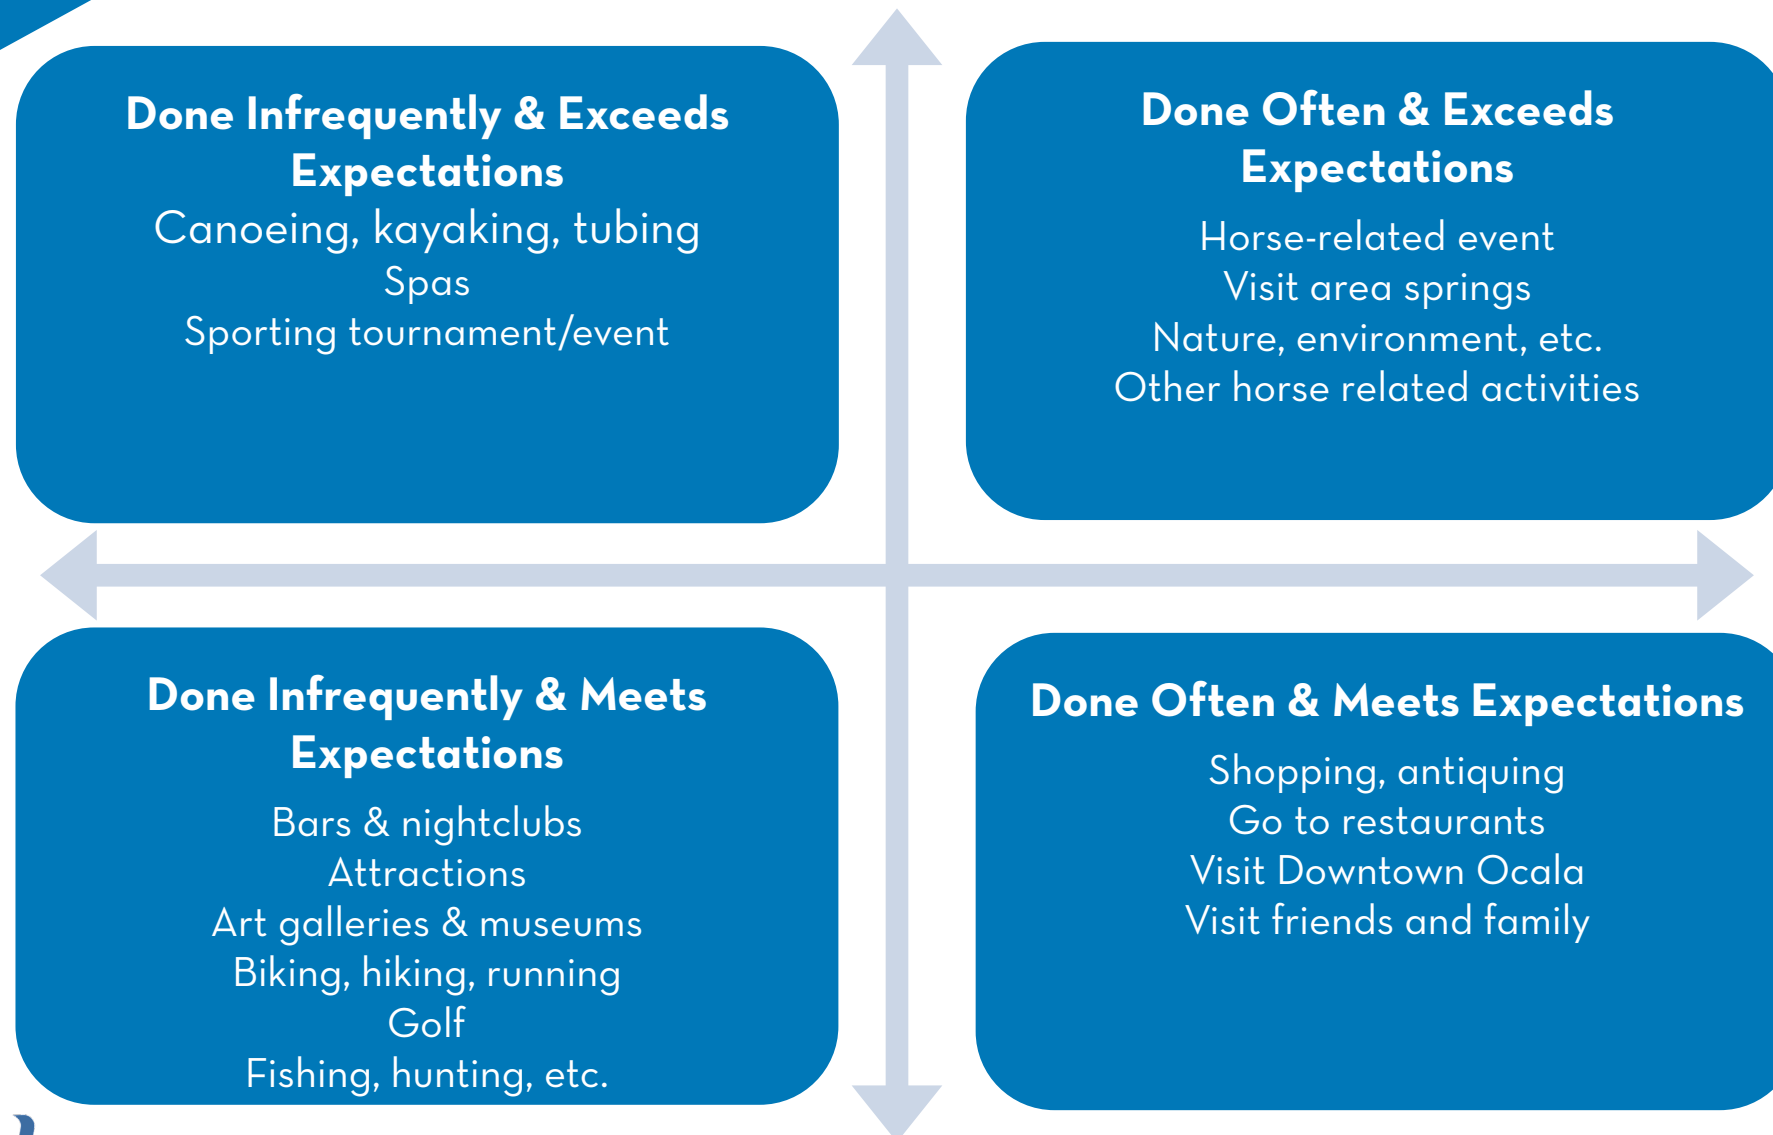 Done Infrequently & Exceeds
Expectations
Canoeing, kayaking, tubing
Spas
Sporting tournament/event
Done Often & Exceeds
Expectations
Horse-related event
Visit area springs
Nature, environment, etc.
Other horse related activities
Done Infrequently & Meets
Expectations
Bars & nightclubs
Attractions
Art galleries & museums
Biking, hiking, running
Golf
Fishing, hunting, etc.
Done Often & Meets Expectations
Shopping, antiquing
Go to restaurants
Visit Downtown Ocala
Visit friends and family